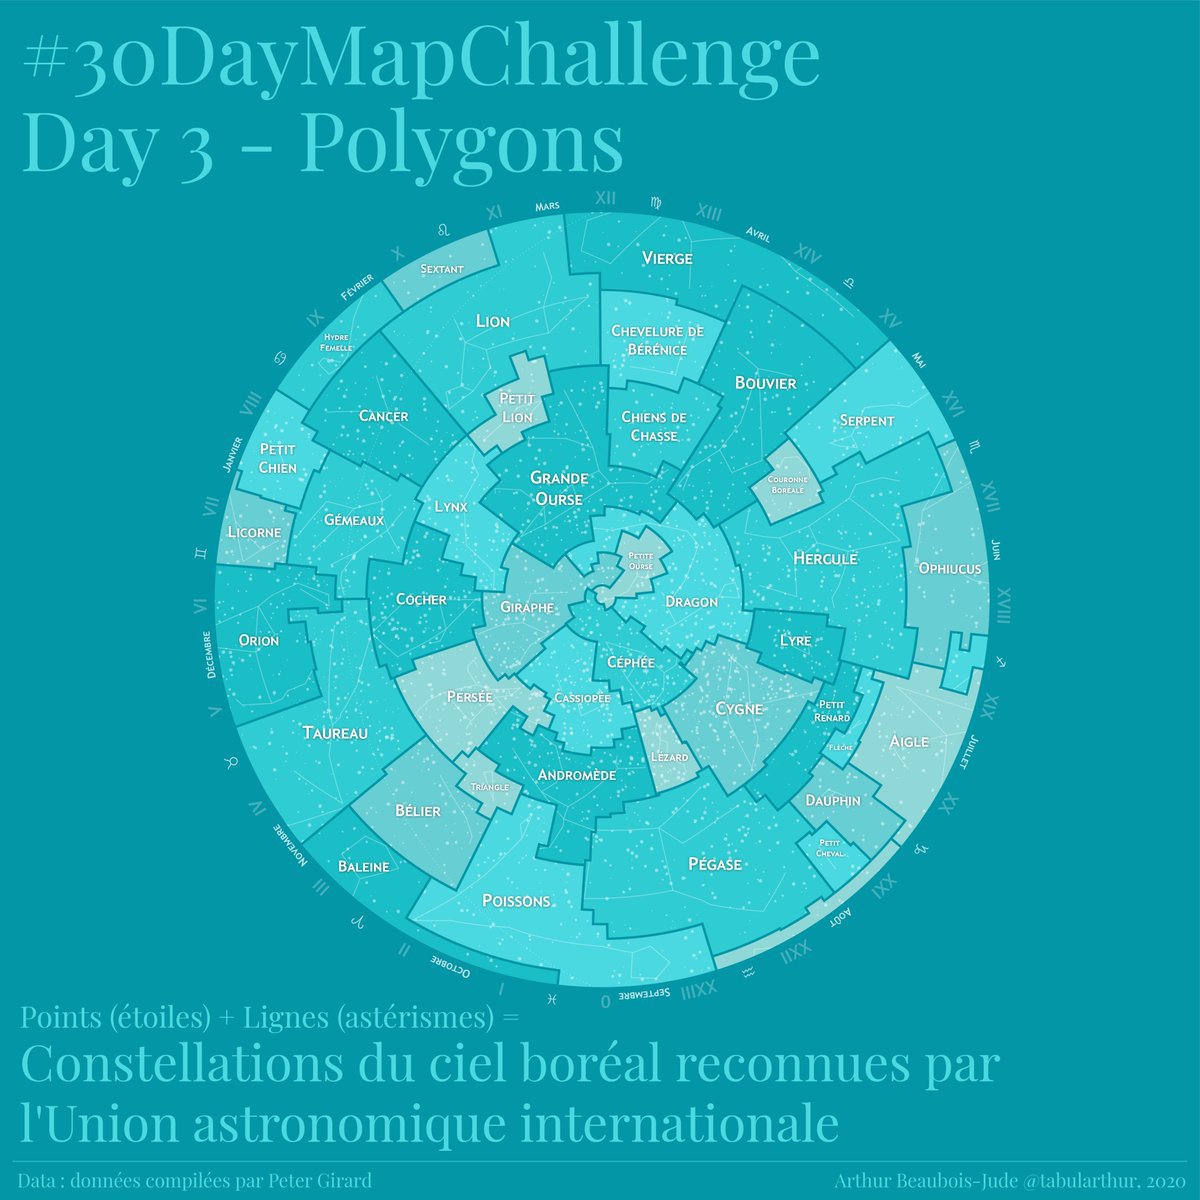 #30DayMapChallenge
Day 3 - Polygons
XII
♍
XIII
Avril
XIV
♎
XV
Mai
XVI
♏
XVII
Juin
XVIII
♐
XIX
Juillet
XX
♑
XXI
Août
XXII
♒
XXIII
Septembre
0
♓
I
Octobre
II
♈
III
Novembre
IV
♉
V
Décembre
VI
♊
VII
Janvier
VIII
♋
IX
Février
X
♌
XI
Mars
Vierge
Sextant
Lion
Hydre
Femelle
Chevelure de
Bérénice
Bouvier
Cancer
Petit
Lion
Chiens de
Chasse
Serpent
Petit
Chien
Grande
Ourse
Couronne
Boréale
Lynx
Gémeaux
Licorne
Hercule
Ophiucus
Petite
Ourse
Cocher
Giraphe
Dragon
Orion
Lyre
Céphée
Persée
Cassiopée
Cygne
Petit
Renard
Taureau
Flèche
Aigle
Lézard
Andromède
Triangle
Bélier
Dauphin
Petit
Cheval
Baleine
Pégase
Poissons
Points (étoiles) + Lignes (astérismes) =
Constellations du ciel boréal reconnues par
l'Union astronomique internationale
Data : données compilées par Peter Girard
Arthur Beaubois-Jude @tabularthur, 2020